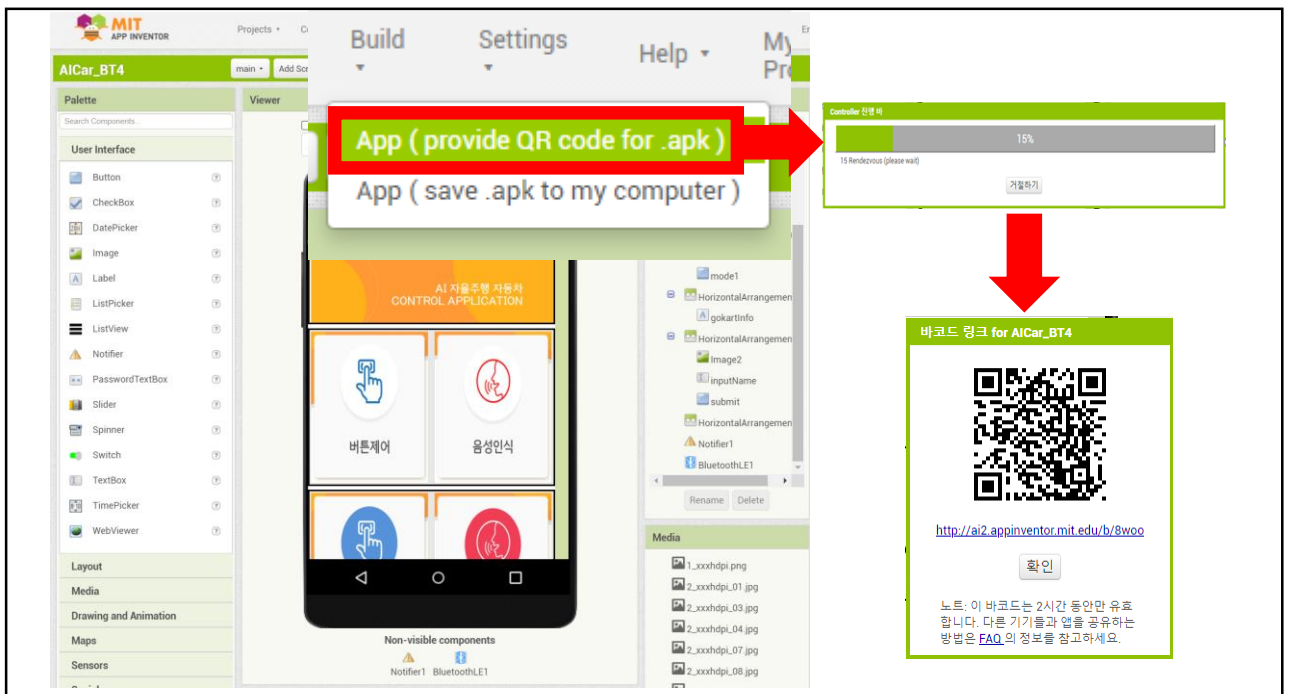 MIT
APP INVENTOR
Projects
AICar_BT4
main
Palette
Search Components...
User Interface
Button
CheckBox
DatePicker
Image
Label
ListPicker
ListView
Notifier
PasswordTextBox
Slider
Spinner
Switch
TextBox
TimePicker
WebViewer
Layout
Media
Drawing and Animation
Maps
Sensors
Viewer
Build
Settings
Help
My
App ( provide QR code for .apk )
App ( save .apk to my computer )
AI 자율주행 자동차
CONTROL APPLICATION
버튼제어
음성인식
Non-visible components
Notifier1 BluetoothLE1
mode1
HorizontalArrangemen
gokartInfo
HorizontalArrangemen
Image2
inputName
submit
HorizontalArrangemen
Notifier1
BluetoothLE1
Rename Delete
Media
1_xxxhdpi.png
2_xxxhdpi_01.jpg
2_xxxhdpi_03.jpg
2_xxxhdpi_04.jpg
2_xxxhdpi_07.jpg
2_xxxhdpi_08.jpg
Controller 진행 바
15%
15 Rendezvous (please wait)
거절하기
바코드 링크 for AICar_BT4
http://ai2.appinventor.mit.edu/b/8woo
확인
노트: 이 바코드는 2시간 동안만 유효
합니다. 다른 기기들과 앱을 공유하는
방법은 FAQ 의 정보를 참고하세요.